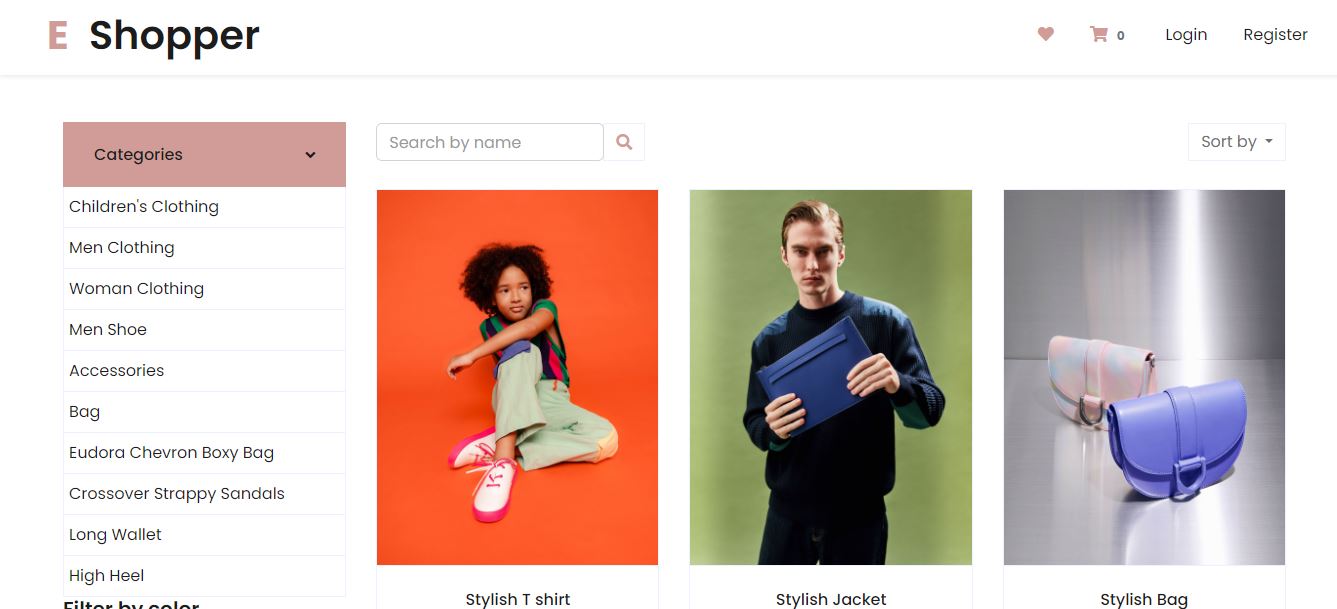 E Shopper
0
Login
Register
Categories
Children's Clothing
Men Clothing
Woman Clothing
Men Shoe
Accessories
Bag
Eudora Chevron Boxy Bag
Crossover Strappy Sandals
Long Wallet
High Heel
Filter by color
Search by name
Sort by
Stylish T shirt
Stylish Jacket
Stylish Bag